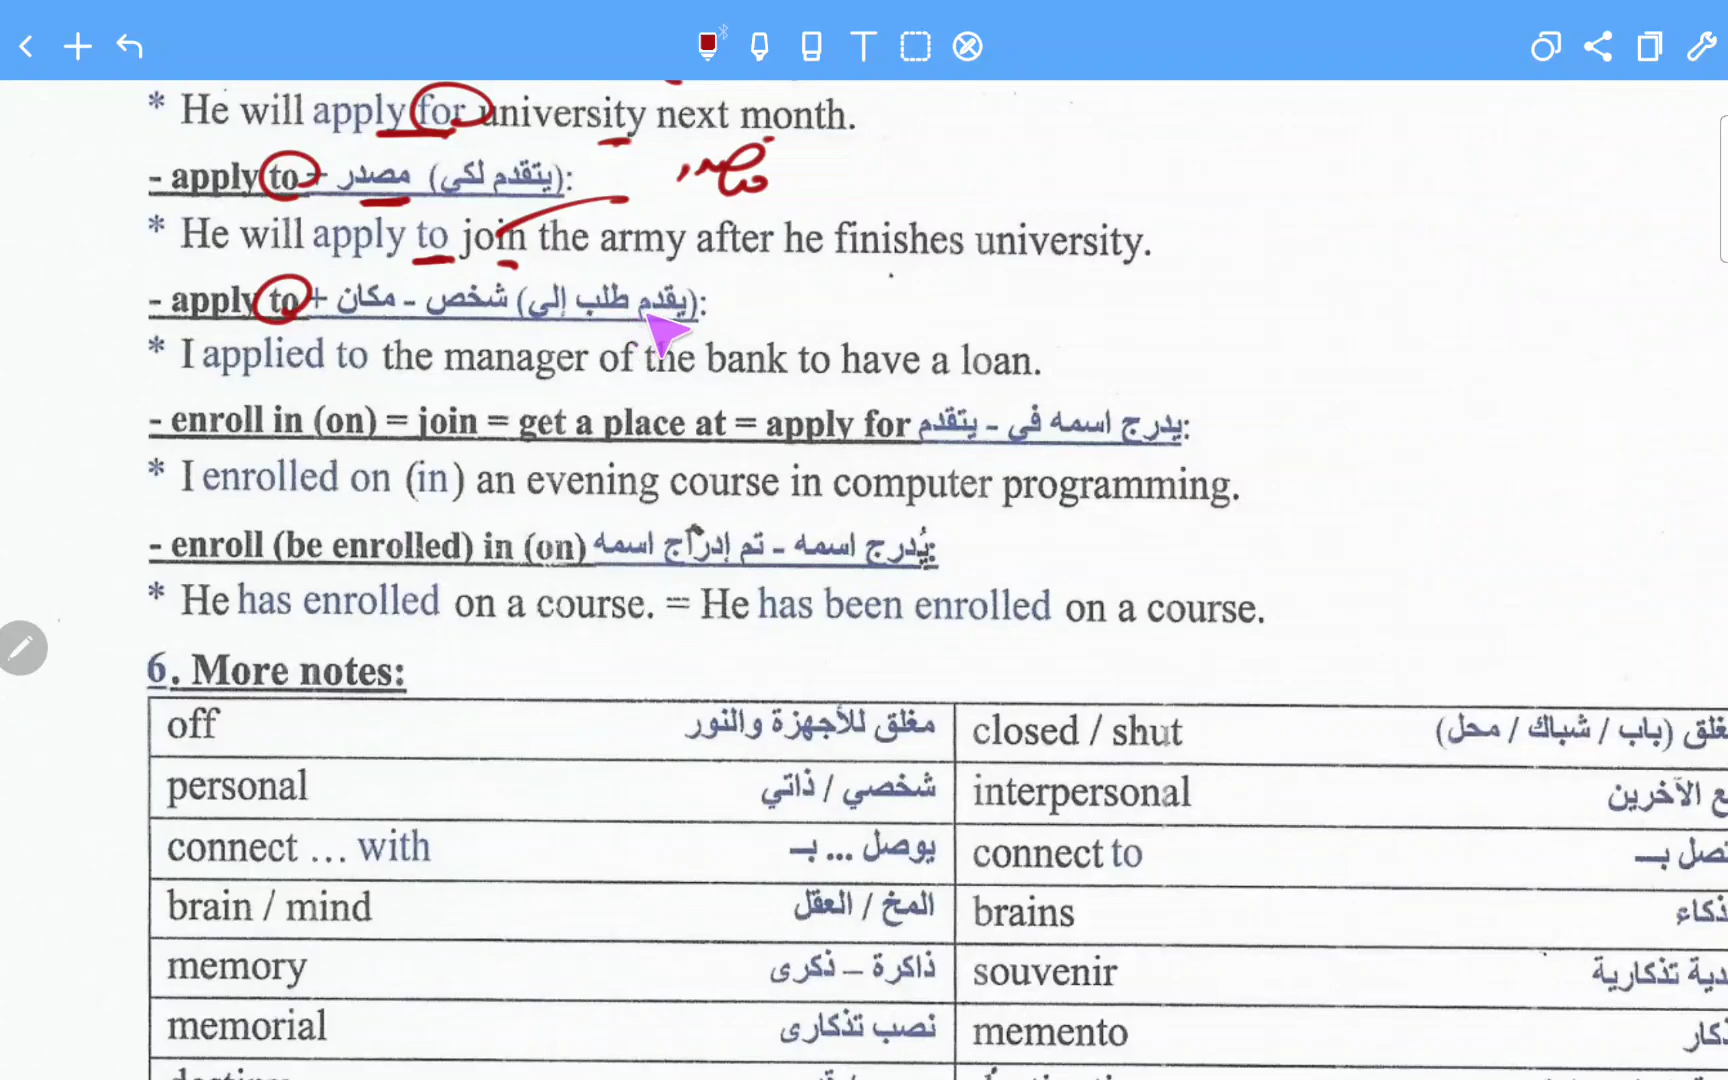 * He will apply for university next month.
- apply to + مصدر (يتقدم لكي):
مصدر
* He will apply to join the army after he finishes university.
- apply to + شخص - مكان (يقدم طلب إلى):
* I applied to the manager of the bank to have a loan.
- enroll in (on) = join = get a place at = apply for يدرج اسمه في - يتقدم:
* I enrolled on (in) an evening course in computer programming.
- enroll (be enrolled) in (on) يُدرج اسمه - تم إدراج اسمه:
* He has enrolled on a course. = He has been enrolled on a course.
6. More notes:
off مغلق للأجهزة والنور closed / shut (باب / شباك / محل)
personal شخصي / ذاتي interpersonal الآخرين
connect ... with يوصل ... بـ connect to بـ
brain / mind المخ / العقل brains
memory ذاكرة – ذكرى souvenir تذكارية
memorial نصب تذكارى memento